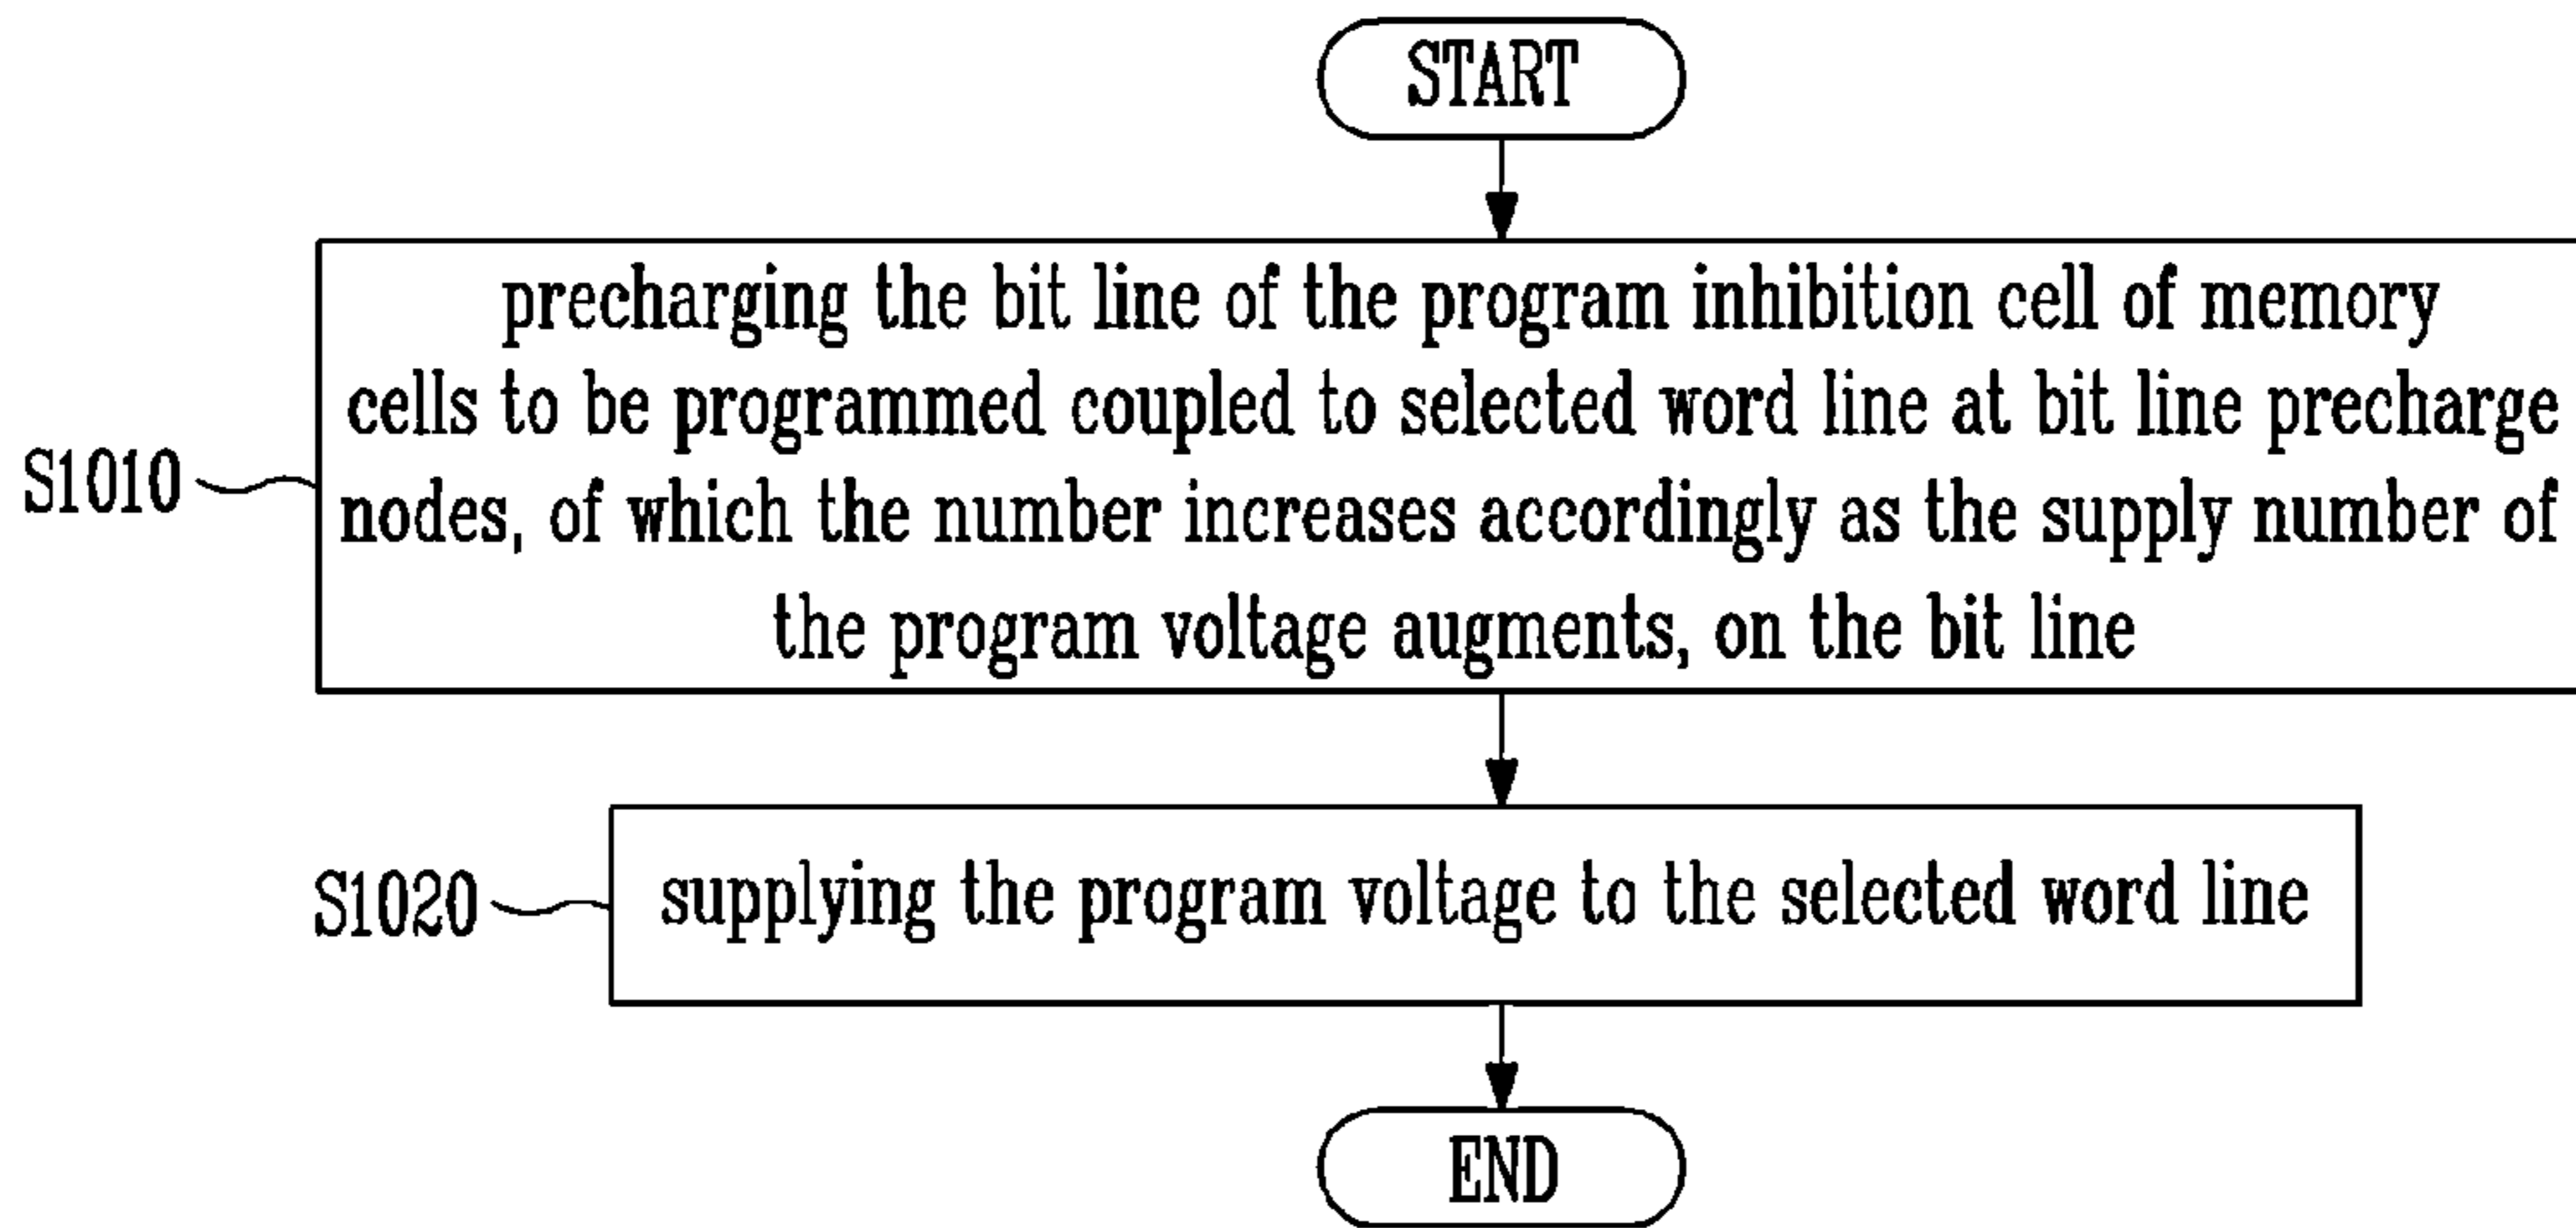 START
precharging the bit line of the program inhibition cell of memory
cells to be programmed coupled to selected word line at bit line precharge
S1010
nodes, of which the number increases accordingly as the supply number of
the program voltage augments, on the bit line
S1020
supplying the program voltage to the selected word line
END